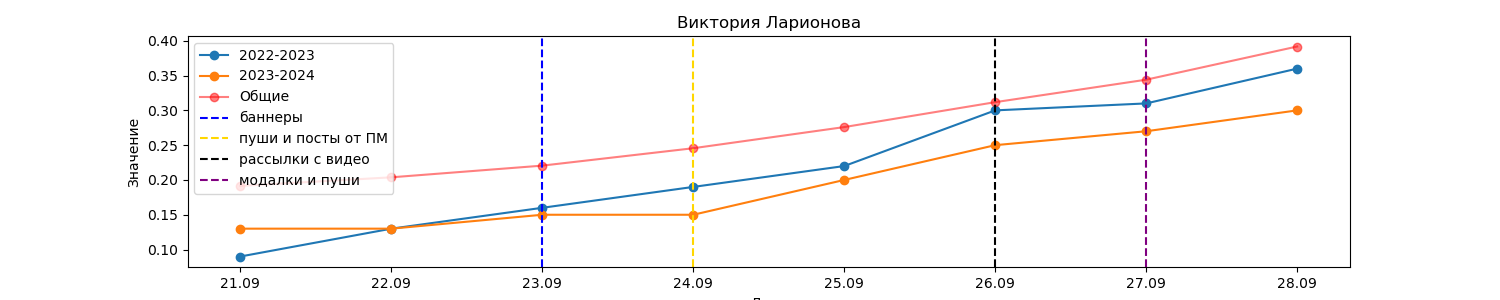 Виктория Ларионова
Значение
0.40
0.35
0.30
0.25
0.20
0.15
0.10
2022-2023
2023-2024
Общие
баннеры
пуши и посты от ПМ
рассылки с видео
модалки и пуши
21.09 22.09 23.09 24.09 25.09 26.09 27.09 28.09